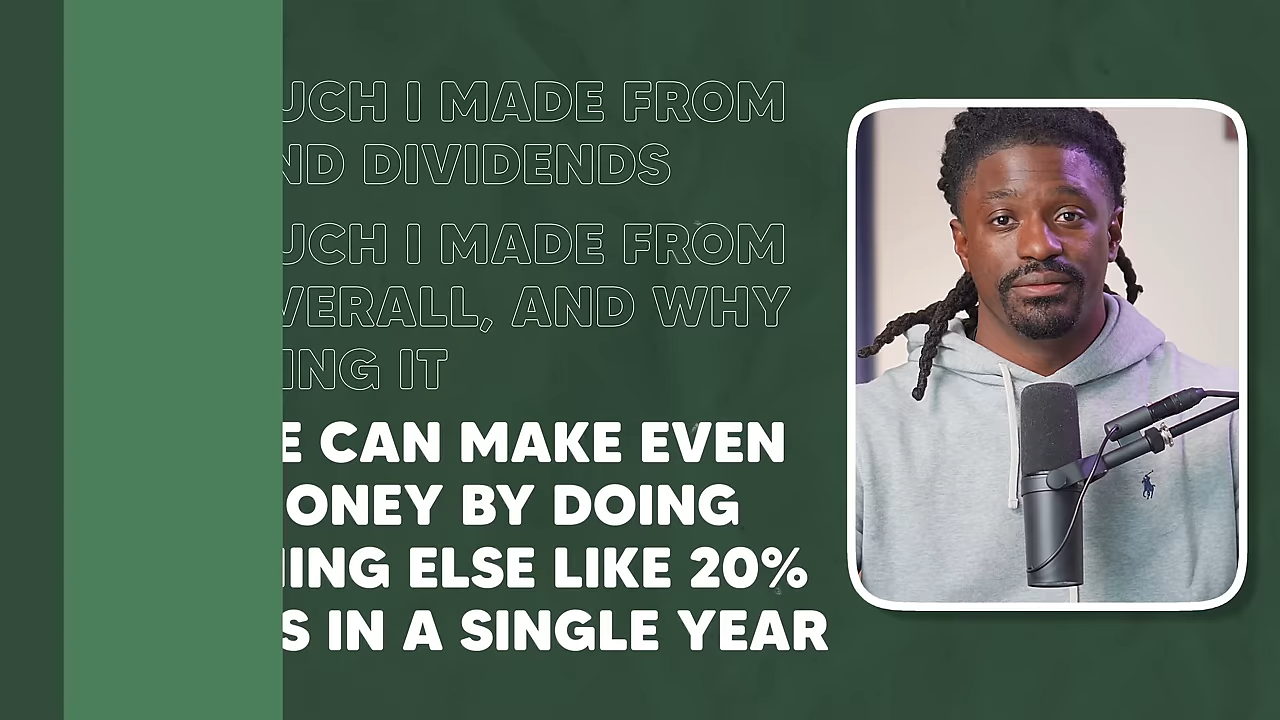 UCH I MADE FROM
ND DIVIDENDS
UCH I MADE FROM
VERALL, AND WHY
ING IT
E CAN MAKE EVEN
ONEY BY DOING
ING ELSE LIKE 20%
S IN A SINGLE YEAR